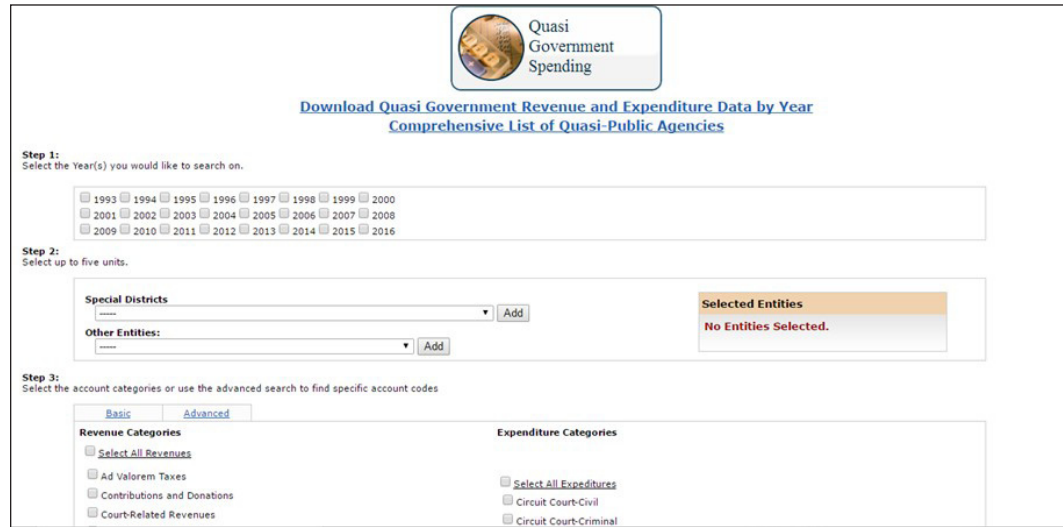 Quasi
Government
Spending
Download Quasi Government Revenue and Expenditure Data by Year
Comprehensive List of Quasi-Public Agencies
Step 1:
Select the Year(s) you would like to search on.
1993 1994 1995 1996 1997 1998 1999 2000
2001 2002 2003 2004 2005 2006 2007 2008
2009 2010 2011 2012 2013 2014 2015 2016
Step 2:
Select up to five units.
Special Districts
----- Add
Other Entities:
----- Add
Selected Entities
No Entities Selected.
Step 3:
Select the account categories or use the advanced search to find specific account codes
Basic Advanced
Revenue Categories
Select All Revenues
Ad Valorem Taxes
Contributions and Donations
Court-Related Revenues
Expenditure Categories
Select All Expeditures
Circuit Court-Civil
Circuit Court-Criminal